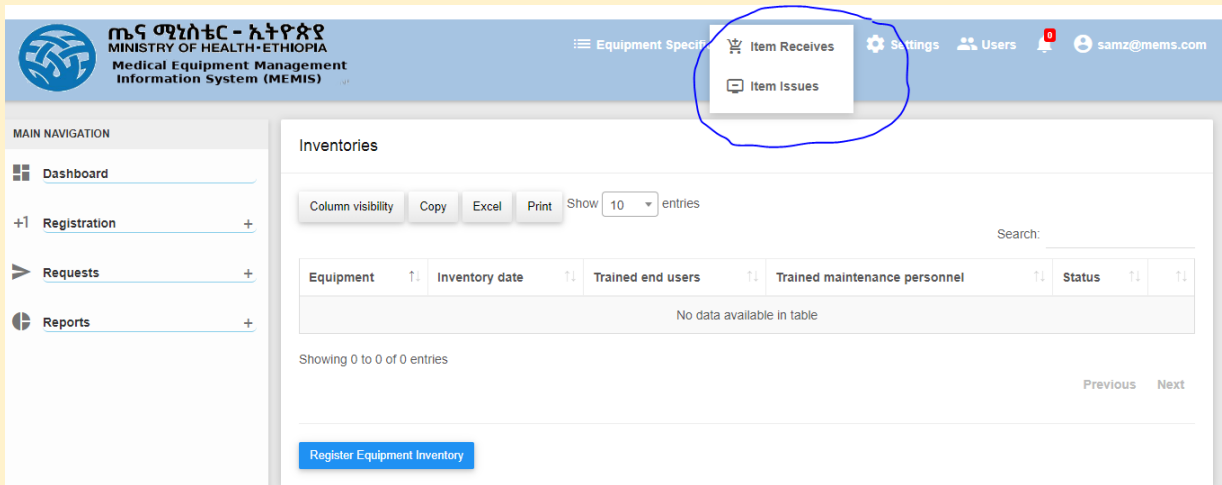 ጤና ሚኒስቴር - ኢትዮጵያ
MINISTRY OF HEALTH-ETHIOPIA
Medical Equipment Management
Information System (MEMIS)
Equipment Specifi
Item Receives
Item Issues
Settings
Users
0
samz@mems.com
MAIN NAVIGATION
Dashboard
+1 Registration +
Requests +
Reports +
Inventories
Column visibility Copy Excel Print Show 10 entries
Search:
Equipment Inventory date Trained end users Trained maintenance personnel Status
No data available in table
Showing 0 to 0 of 0 entries
Previous Next
Register Equipment Inventory